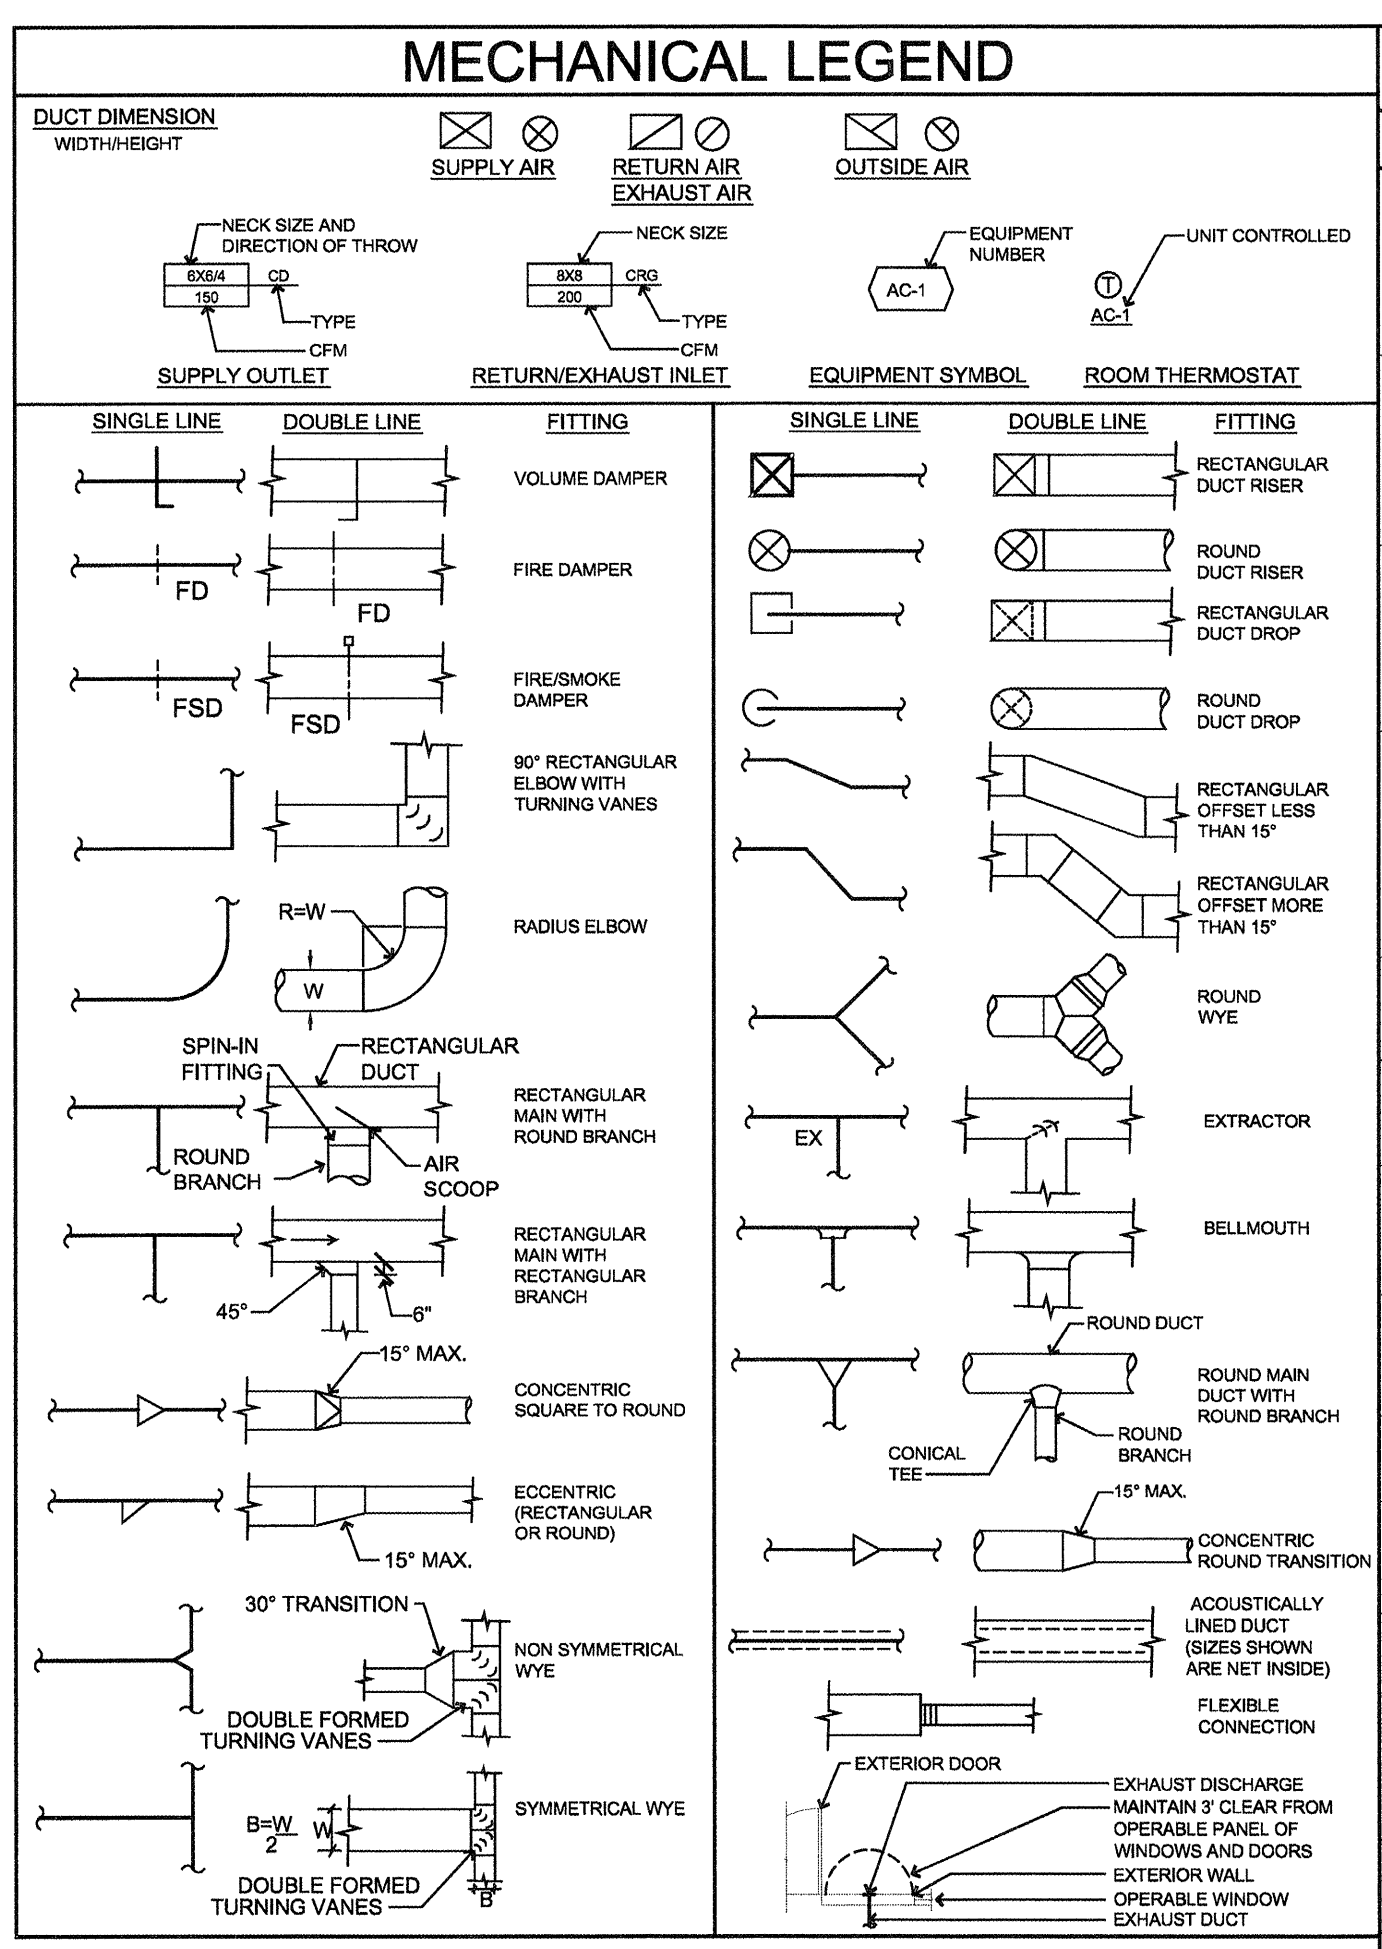 MECHANICAL LEGEND
DUCT DIMENSION
WIDTH/HEIGHT
SUPPLY AIR
RETURN AIR
EXHAUST AIR
OUTSIDE AIR
NECK SIZE AND
DIRECTION OF THROW
6X6/4
CD
150
TYPE
CFM
SUPPLY OUTLET
NECK SIZE
8X8
CRG
200
TYPE
CFM
RETURN/EXHAUST INLET
EQUIPMENT
NUMBER
AC-1
EQUIPMENT SYMBOL
UNIT CONTROLLED
T
AC-1
ROOM THERMOSTAT
SINGLE LINE
DOUBLE LINE
FITTING
VOLUME DAMPER
FD
FD
FIRE DAMPER
FSD
FSD
FIRE/SMOKE
DAMPER
90° RECTANGULAR
ELBOW WITH
TURNING VANES
R=W
W
RADIUS ELBOW
SPIN-IN
FITTING
RECTANGULAR
DUCT
ROUND
BRANCH
AIR
SCOOP
RECTANGULAR
MAIN WITH
ROUND BRANCH
45°
6"
RECTANGULAR
MAIN WITH
RECTANGULAR
BRANCH
15° MAX.
CONCENTRIC
SQUARE TO ROUND
15° MAX.
ECCENTRIC
(RECTANGULAR
OR ROUND)
30° TRANSITION
DOUBLE FORMED
TURNING VANES
NON SYMMETRICAL
WYE
B=W
2
W
DOUBLE FORMED
TURNING VANES
B
SYMMETRICAL WYE
SINGLE LINE
DOUBLE LINE
FITTING
RECTANGULAR
DUCT RISER
ROUND
DUCT RISER
RECTANGULAR
DUCT DROP
ROUND
DUCT DROP
RECTANGULAR
OFFSET LESS
THAN 15°
RECTANGULAR
OFFSET MORE
THAN 15°
ROUND
WYE
EX
EXTRACTOR
BELLMOUTH
ROUND DUCT
CONICAL
TEE
ROUND
BRANCH
ROUND MAIN
DUCT WITH
ROUND BRANCH
15° MAX.
CONCENTRIC
ROUND TRANSITION
ACOUSTICALLY
LINED DUCT
(SIZES SHOWN
ARE NET INSIDE)
FLEXIBLE
CONNECTION
EXTERIOR DOOR
EXHAUST DISCHARGE
MAINTAIN 3' CLEAR FROM
OPERABLE PANEL OF
WINDOWS AND DOORS
EXTERIOR WALL
OPERABLE WINDOW
EXHAUST DUCT